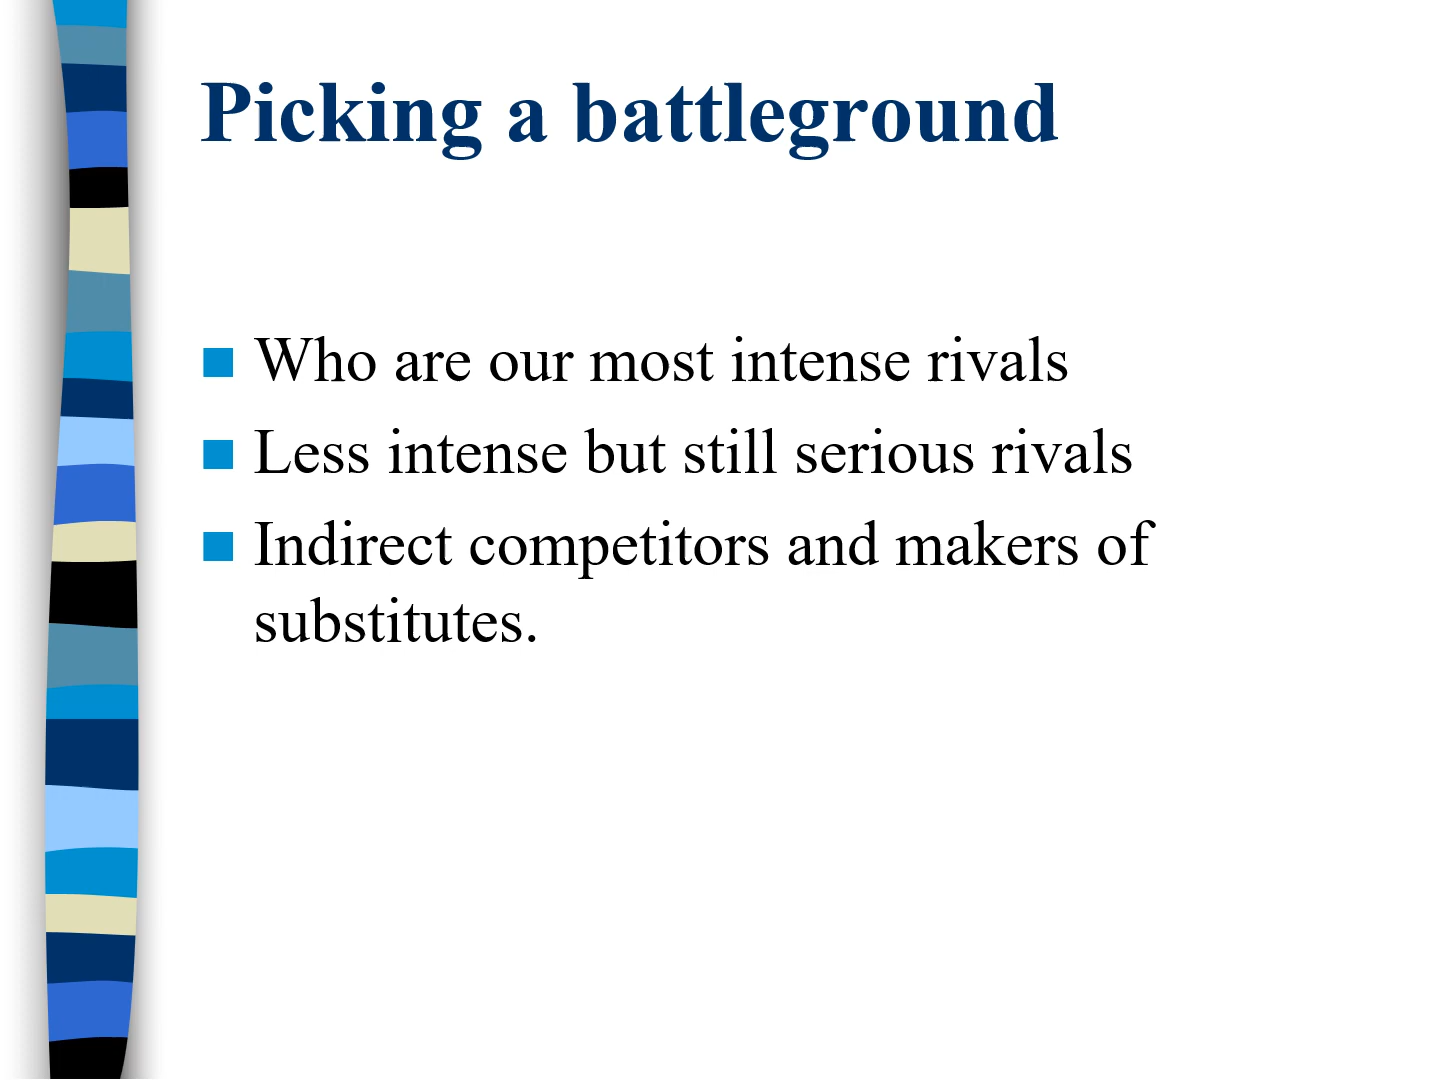 Picking a battleground
Who are our most intense rivals
Less intense but still serious rivals
Indirect competitors and makers of
substitutes.